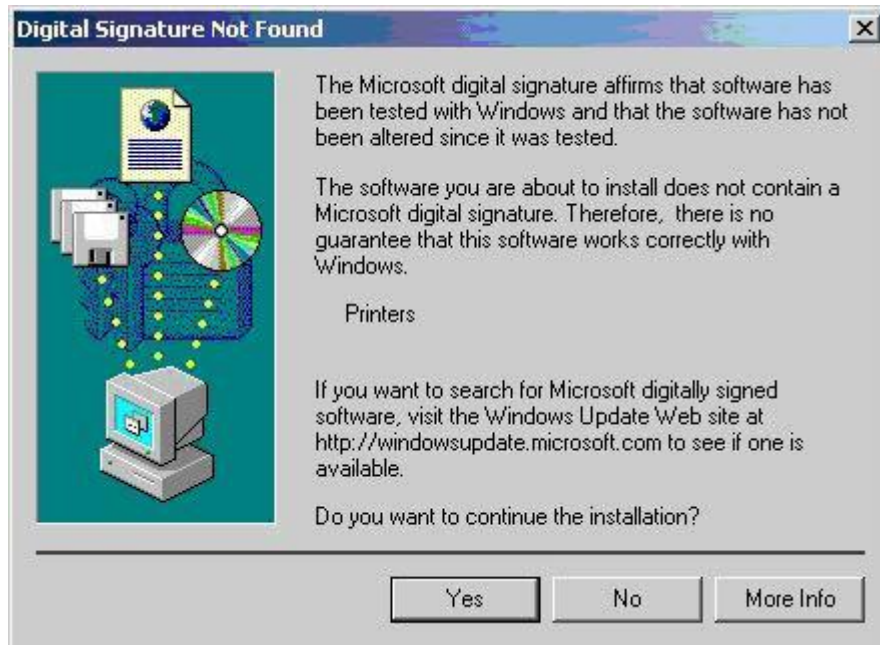 Digital Signature Not Found
The Microsoft digital signature affirms that software has
been tested with Windows and that the software has not
been altered since it was tested.
The software you are about to install does not contain a
Microsoft digital signature. Therefore,  there is no
guarantee that this software works correctly with
Windows.
Printers
If you want to search for Microsoft digitally signed
software, visit the Windows Update Web site at
http://windowsupdate.microsoft.com to see if one is
available.
Do you want to continue the installation?
Yes
No
More Info